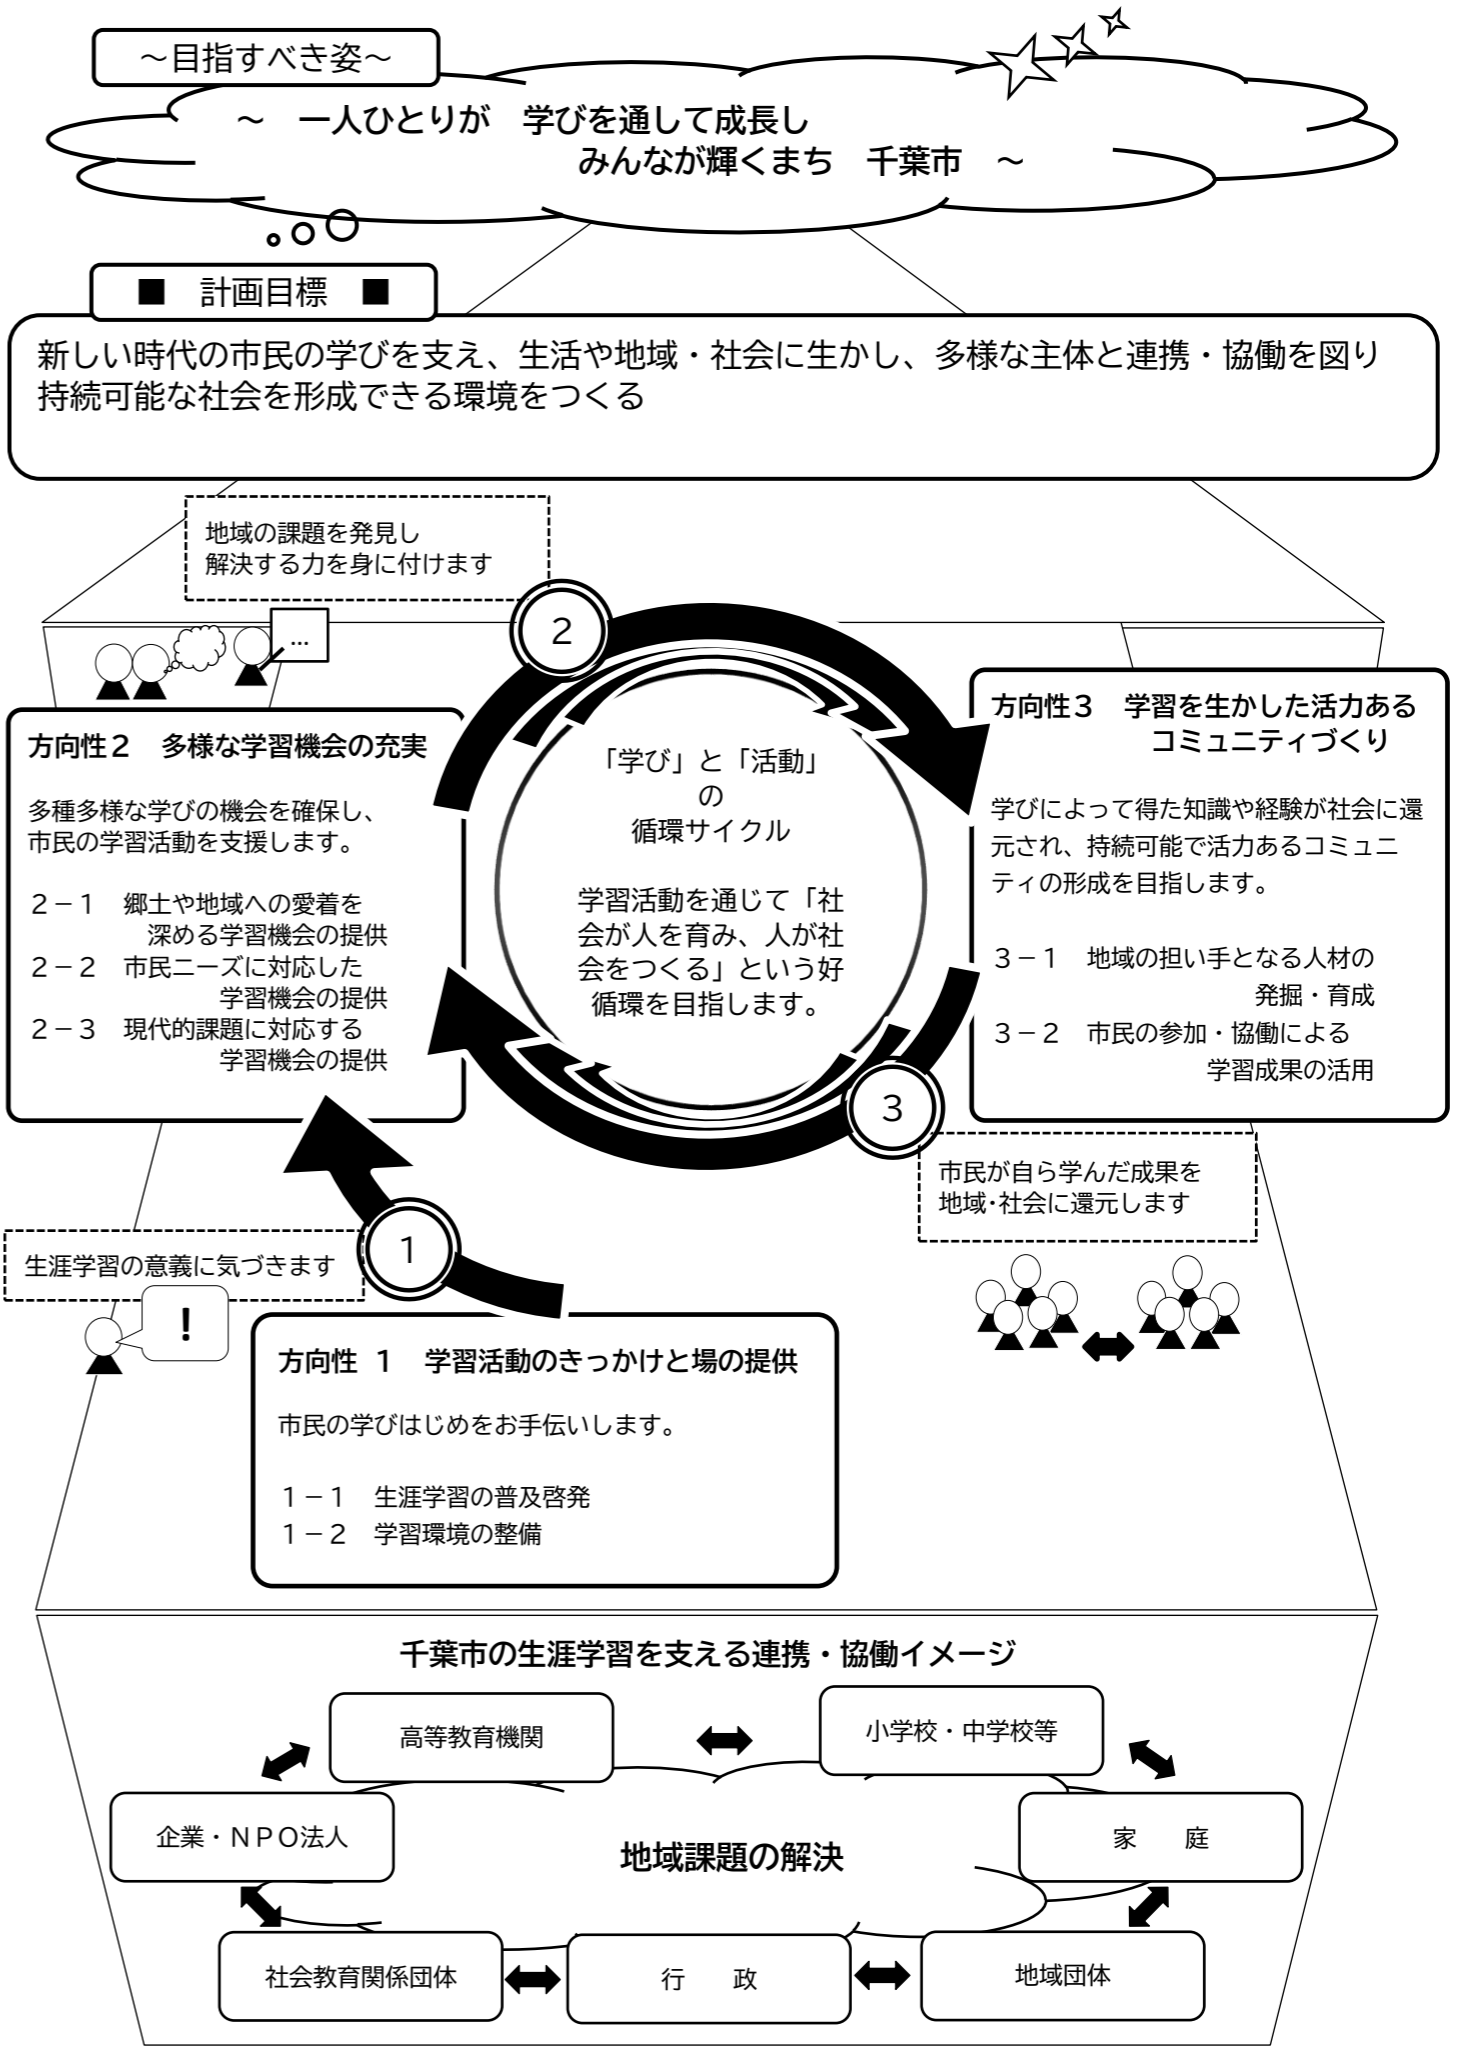 ～目指すべき姿～
～　一人ひとりが　学びを通して成長し
みんなが輝くまち　千葉市　～
■　計画目標　■
新しい時代の市民の学びを支え、生活や地域・社会に生かし、多様な主体と連携・協働を図り
持続可能な社会を形成できる環境をつくる
地域の課題を発見し
解決する力を身に付けます
…
2
方向性２　多様な学習機会の充実
多種多様な学びの機会を確保し、
市民の学習活動を支援します。
２－１　郷土や地域への愛着を
深める学習機会の提供
２－２　市民ニーズに対応した
学習機会の提供
２－３　現代的課題に対応する
学習機会の提供
「学び」と「活動」
の
循環サイクル
学習活動を通じて「社
会が人を育み、人が社
会をつくる」という好
循環を目指します。
方向性３　学習を生かした活力ある
コミュニティづくり
学びによって得た知識や経験が社会に還
元され、持続可能で活力あるコミュニ
ティの形成を目指します。
３－１　地域の担い手となる人材の
発掘・育成
３－２　市民の参加・協働による
学習成果の活用
3
市民が自ら学んだ成果を
地域･社会に還元します
1
生涯学習の意義に気づきます
！
方向性 １　学習活動のきっかけと場の提供
市民の学びはじめをお手伝いします。
１－１　生涯学習の普及啓発
１－２　学習環境の整備
千葉市の生涯学習を支える連携・協働イメージ
高等教育機関
小学校・中学校等
企業・ＮＰＯ法人
地域課題の解決
家　　庭
社会教育関係団体
行　　政
地域団体